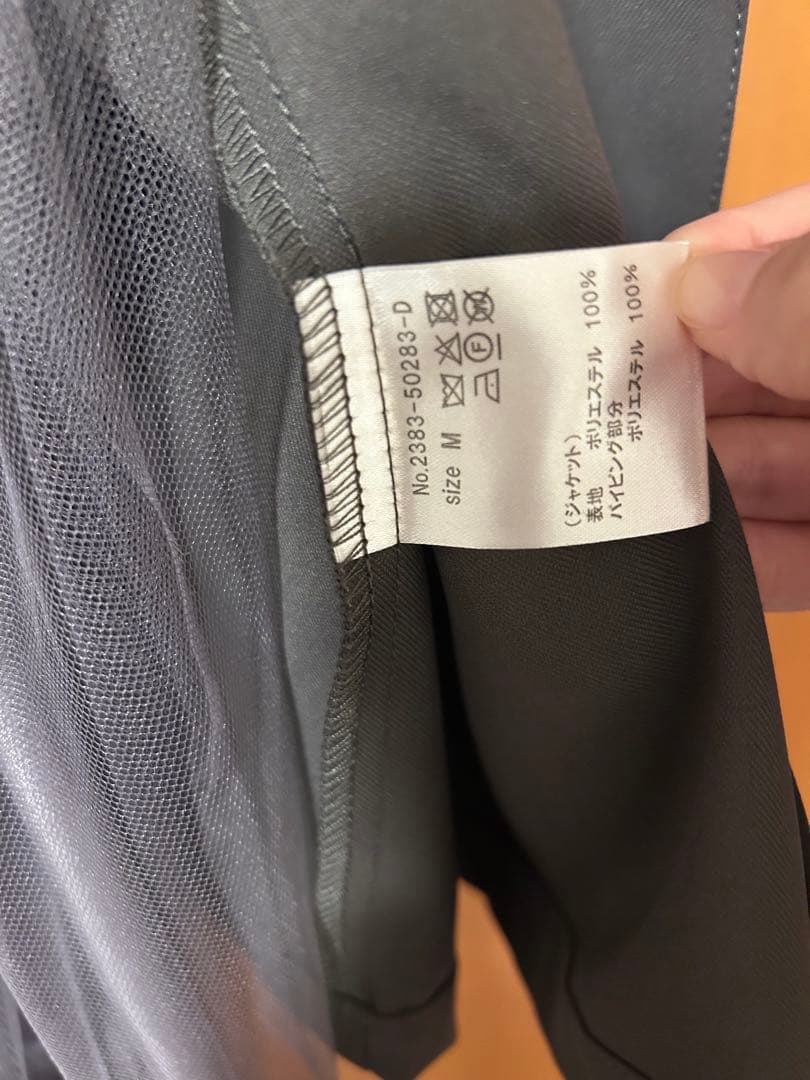 No.2383-50283-D
size M
F
(ジャケット)
表地 ポリエステル 100%
パイピング部分
ポリエステル 100%